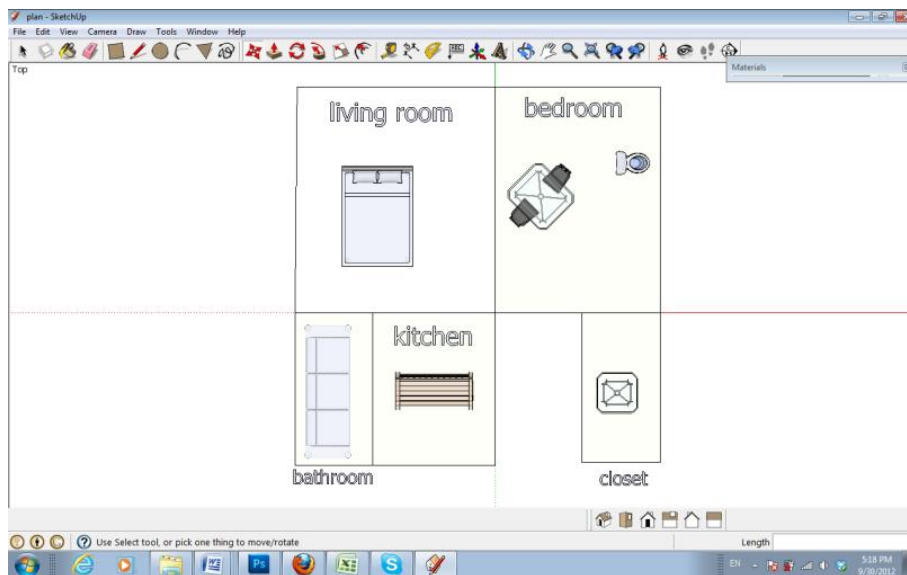 plan - SketchUp
File Edit View Camera Draw Tools Window Help
Top
Materials
living room
bedroom
kitchen
bathroom
closet
Use Select tool, or pick one thing to move/rotate
Length
Ps
EN
5:18 PM
9/30/2012